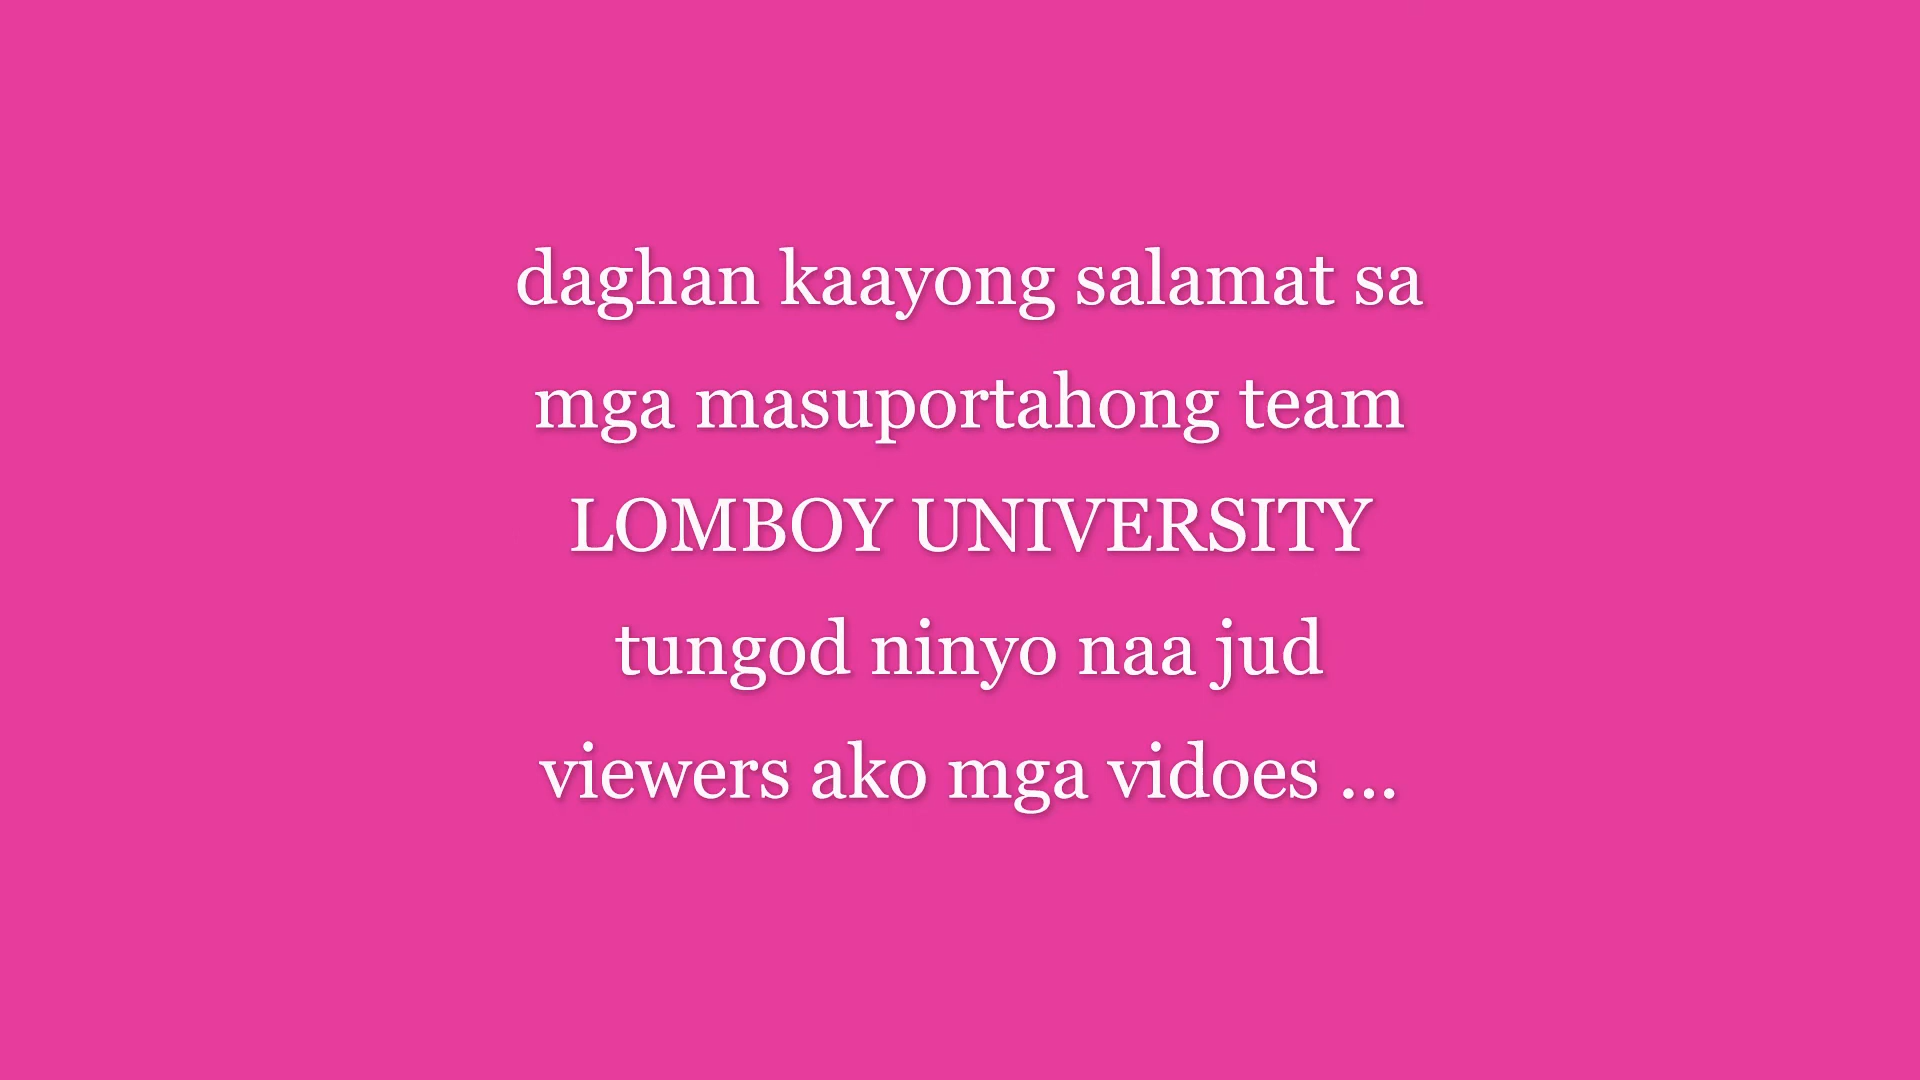 daghan kaayong salamat sa
mga masuportahong team
LOMBOY UNIVERSITY
tungod ninyo naa jud
viewers ako mga vidoes ...